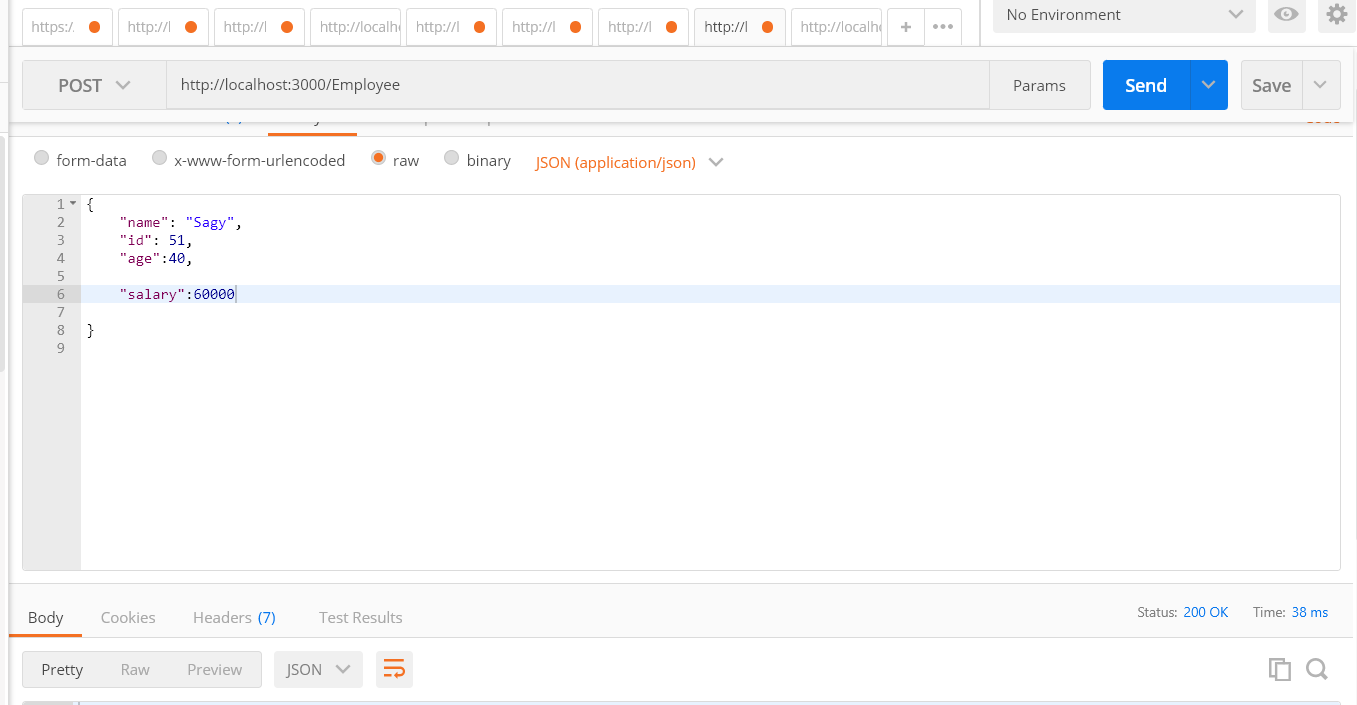 https:/. http://l http://l http://localh http://l http://l http://l http://l http://localh + ••• No Environment
POST http://localhost:3000/Employee Params Send Save
form-data x-www-form-urlencoded raw binary JSON (application/json)
1 {
2 "name": "Sagy",
3 "id": 51,
4 "age":40,
5
6 "salary":60000
7
8 }
9
Body Cookies Headers (7) Test Results Status: 200 OK Time: 38 ms
Pretty Raw Preview JSON